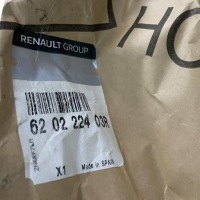 HO
RENAULT GROUP
62 02 224 03R
X1 Made in SPAIN